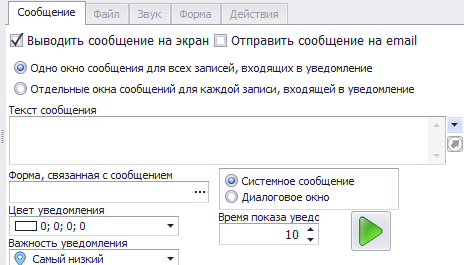 Сообщение Файл Звук Форма Действия
Выводить сообщение на экран Отправить сообщение на email
Одно окно сообщения для всех записей, входящих в уведомление
Отдельные окна сообщений для каждой записи, входящей в уведомление
Текст сообщения
Форма, связанная с сообщением
...
Системное сообщение
Диалоговое окно
Цвет уведомления
0; 0; 0; 0
Время показа уведо
10
Важность уведомления
Самый низкий